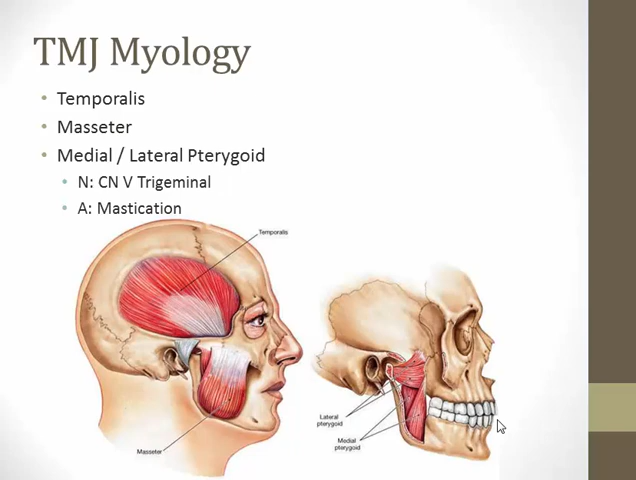 TMJ Myology
• Temporalis
• Masseter
• Medial / Lateral Pterygoid
• N: CN V Trigeminal
• A: Mastication
Temporalis
Lateral
pterygoid
Medial
pterygoid
Masseter